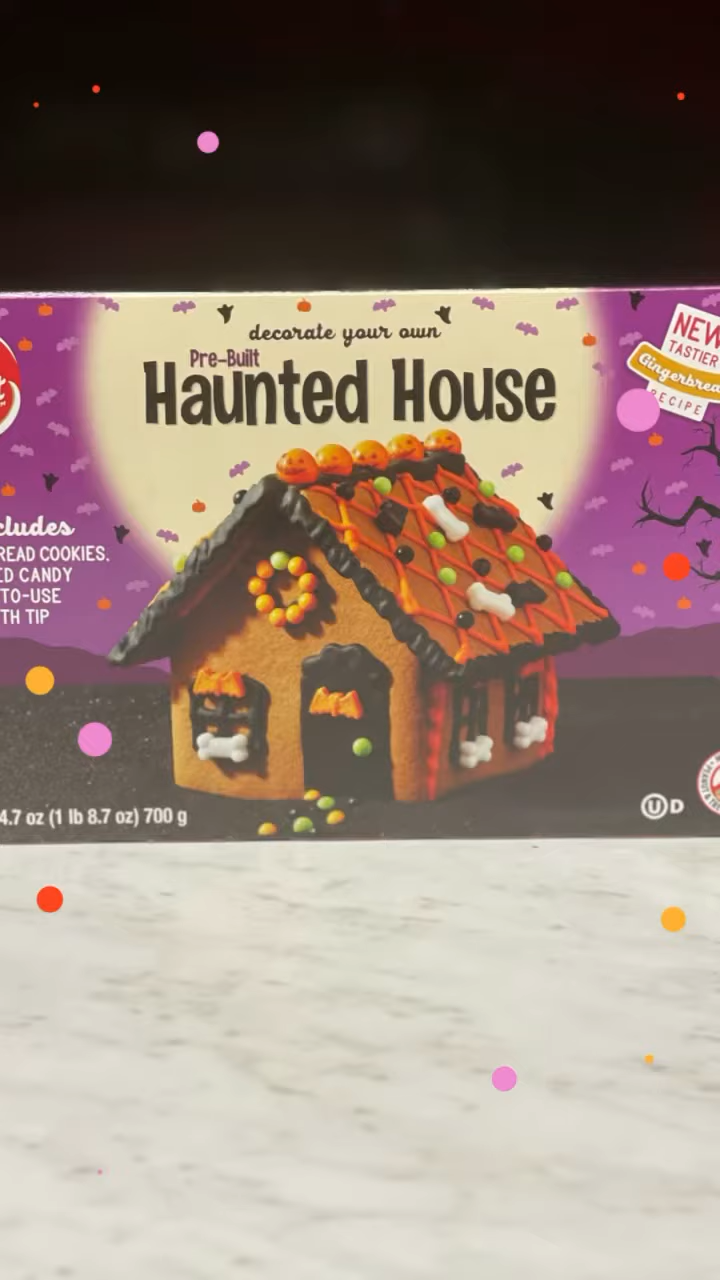 decorate your own
Pre-Built
Haunted House
NEW
TASTIER
Gingerbread
RECIPE
cludes
READ COOKIES.
ED CANDY
TO-USE
TH TIP
4.7 oz (1 lb 8.7 oz) 700 g
U D